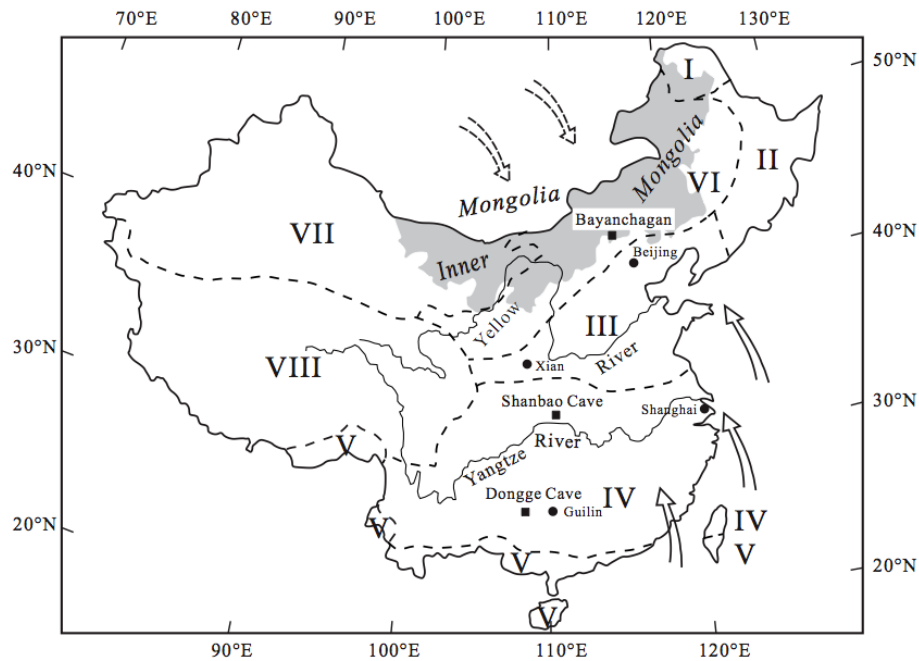 70°E 80°E 90°E 100°E 110°E 120°E 130°E
50°N
I
II
Mongolia
VI
40°N
Mongolia
Bayanchagan
VII
40°N
Inner
Beijing
Yellow
III
30°N
River
VIII
Xian
Shanbao Cave
Shanghai
30°N
River
V
Yangtze
Dongge Cave
IV
Guilin
20°N
V
IV
V
V
20°N
V
90°E 100°E 110°E 120°E